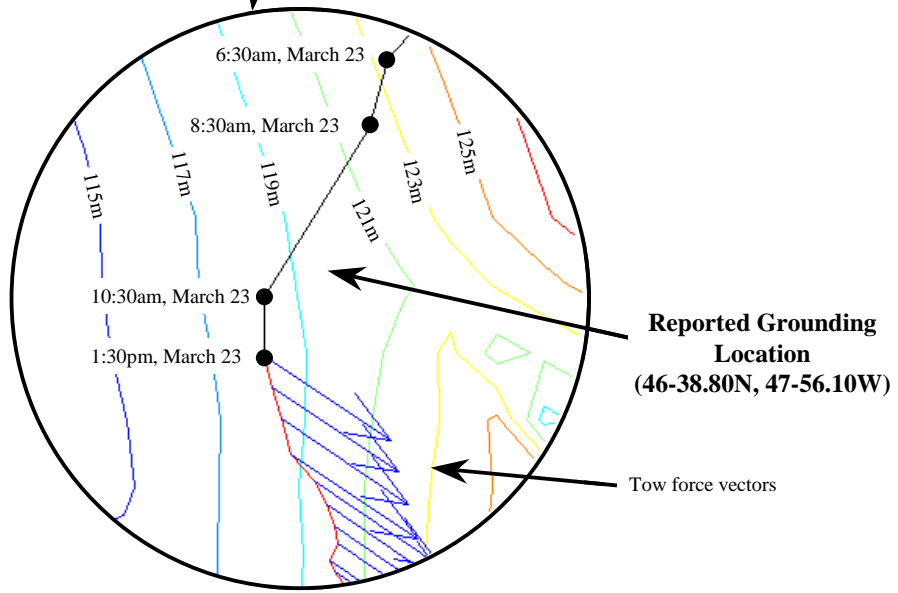 6:30am, March 23
8:30am, March 23
125m
123m
117m
119m
115m
121m
10:30am, March 23
Reported Grounding
Location
(46-38.80N, 47-56.10W)
1:30pm, March 23
Tow force vectors